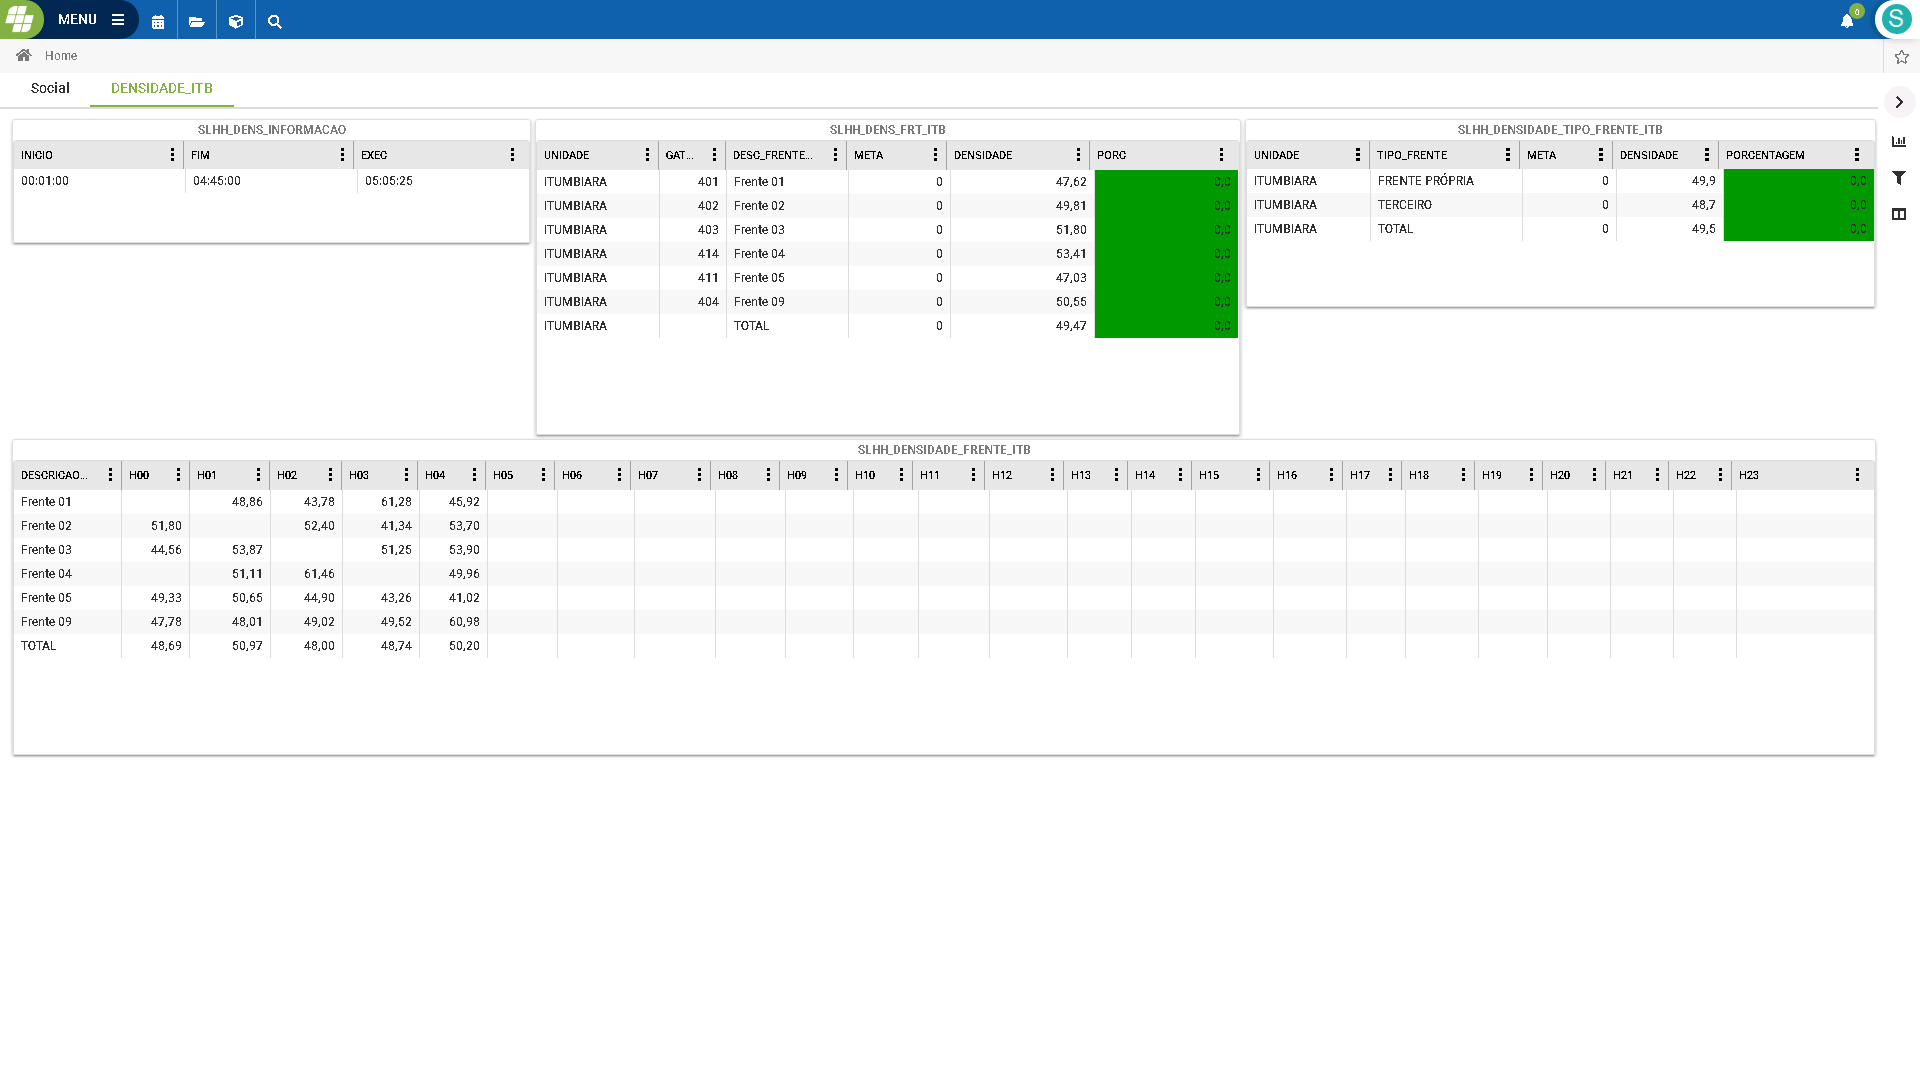 MENU
0
S
Home
Social DENSIDADE_ITB
SLHH_DENS_INFORMACAO
INICIO FIM EXEC
00:01:00 04:45:00 05:05:25
SLHH_DENS_FRT_ITB
UNIDADE GAT... DESC_FRENTE... META DENSIDADE PORC
ITUMBIARA 401 Frente 01 0 47,62 0,0
ITUMBIARA 402 Frente 02 0 49,81 0,0
ITUMBIARA 403 Frente 03 0 51,80 0,0
ITUMBIARA 414 Frente 04 0 53,41 0,0
ITUMBIARA 411 Frente 05 0 47,03 0,0
ITUMBIARA 404 Frente 09 0 50,55 0,0
ITUMBIARA TOTAL 0 49,47 0,0
SLHH_DENSIDADE_TIPO_FRENTE_ITB
UNIDADE TIPO_FRENTE META DENSIDADE PORCENTAGEM
ITUMBIARA FRENTE PRÓPRIA 0 49,9 0,0
ITUMBIARA TERCEIRO 0 48,7 0,0
ITUMBIARA TOTAL 0 49,5 0,0
SLHH_DENSIDADE_FRENTE_ITB
DESCRICAO... H00 H01 H02 H03 H04 H05 H06 H07 H08 H09 H10 H11 H12 H13 H14 H15 H16 H17 H18 H19 H20 H21 H22 H23
Frente 01 48,86 43,78 61,28 45,92
Frente 02 51,80 52,40 41,34 53,70
Frente 03 44,56 53,87 51,25 53,90
Frente 04 51,11 61,46 49,96
Frente 05 49,33 50,65 44,90 43,26 41,02
Frente 09 47,78 48,01 49,02 49,52 60,98
TOTAL 48,69 50,97 48,00 48,74 50,20